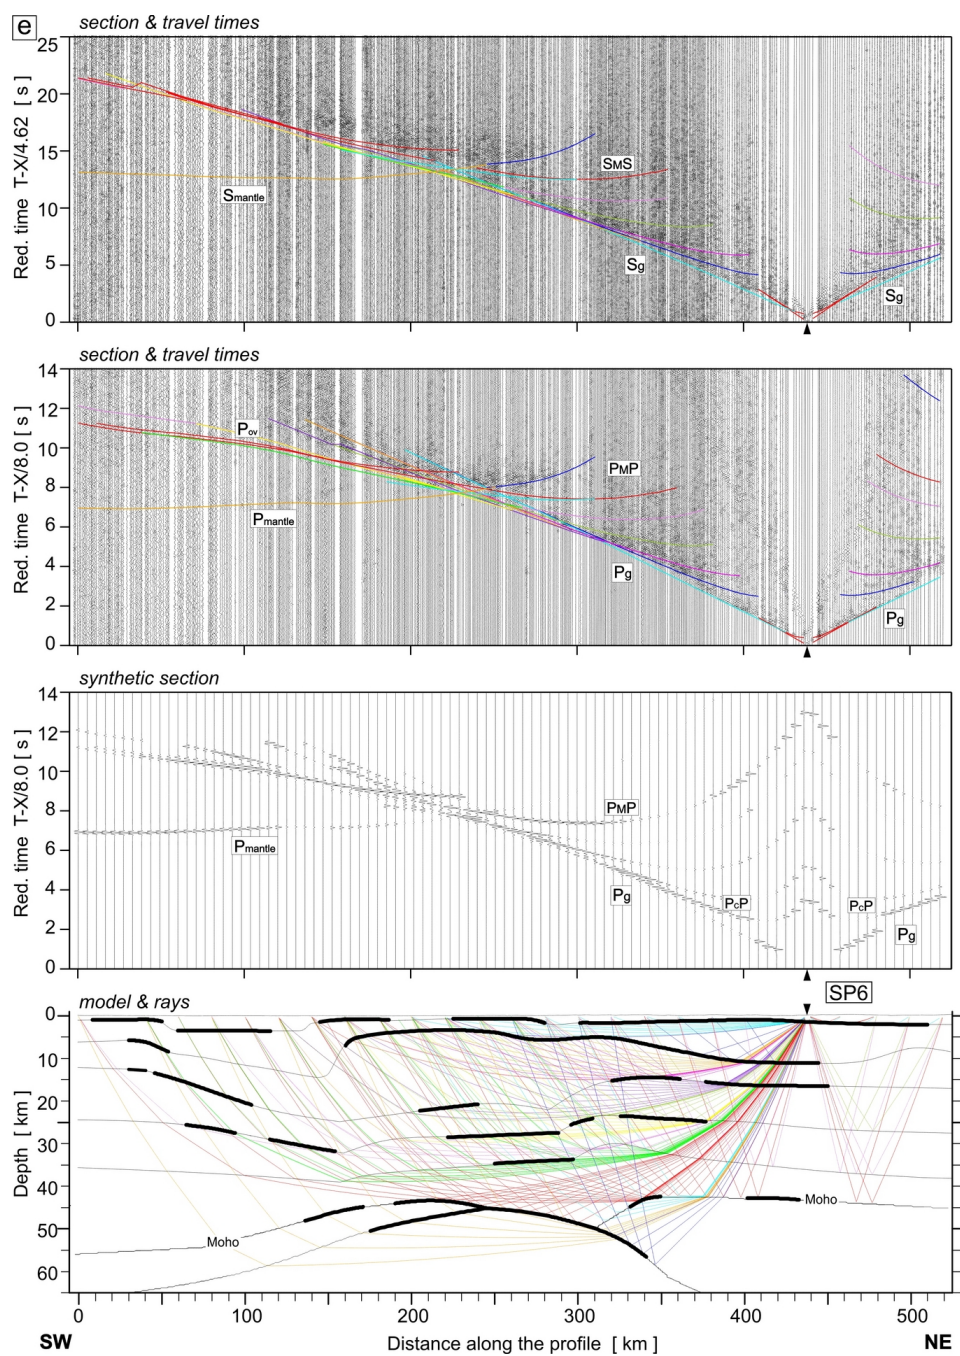 e
section & travel times
Red. time T-X/4.62 [ s ]
25
20
15
10
5
0
SMS
Smantle
Sg
Sg
section & travel times
Red. time T-X/8.0 [ s ]
14
12
10
8
6
4
2
0
Pov
PMP
Pmantle
Pg
Pg
synthetic section
Red. time T-X/8.0 [ s ]
14
12
10
8
6
4
2
0
PMP
Pmantle
Pg
PcP
PcP
Pg
SP6
model & rays
Depth [ km ]
0
10
20
30
40
50
60
Moho
Moho
0 100 200 300 400 500
SW Distance along the profile [ km ] NE